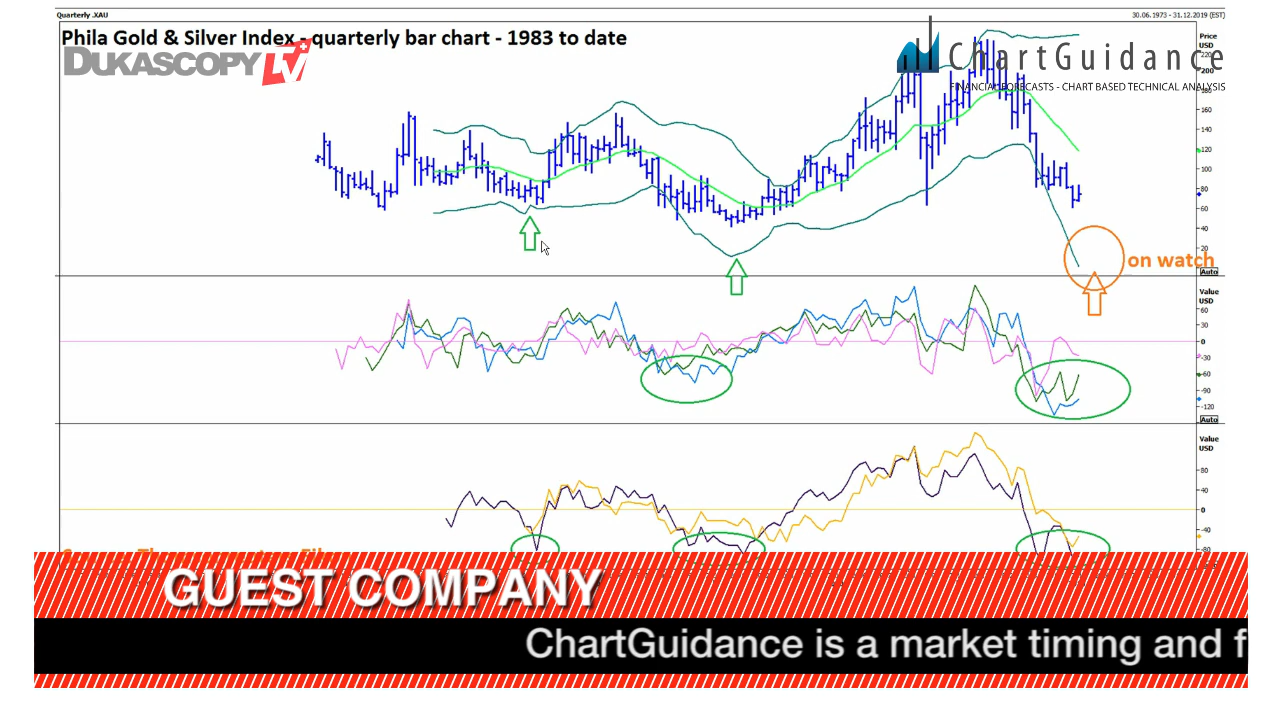 Quarterly .XAU
30.06.1973 - 31.12.2019 (EST)
Phila Gold & Silver Index - quarterly bar chart - 1983 to date
DUKASCOPY TV
ChartGuidance
FINANCIAL FORECASTS - CHART BASED TECHNICAL ANALYSIS
Price
USD
220
200
180
160
140
120
100
80
60
40
20
on watch
Auto
Value
USD
60
30
0
-30
-60
-90
-120
Auto
Value
USD
80
40
0
-40
-80
GUEST COMPANY
ChartGuidance is a market timing and f